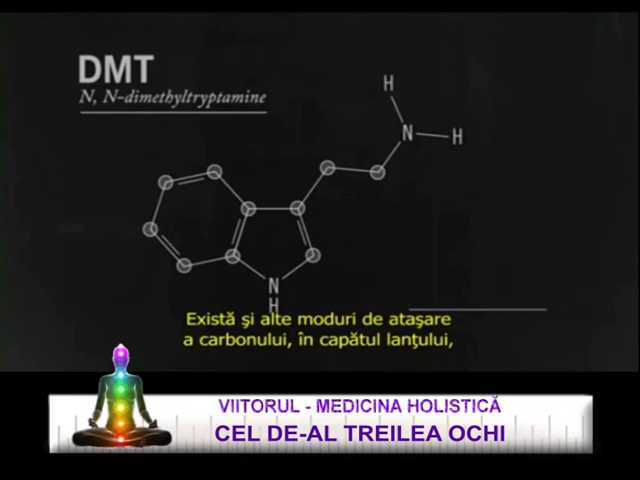 DMT
N, N-dimethyltryptamine
H
N
H
N
H
Există şi alte moduri de ataşare
a carbonului, în capătul lanţului,
VIITORUL - MEDICINA HOLISTICĂ
CEL DE-AL TREILEA OCHI